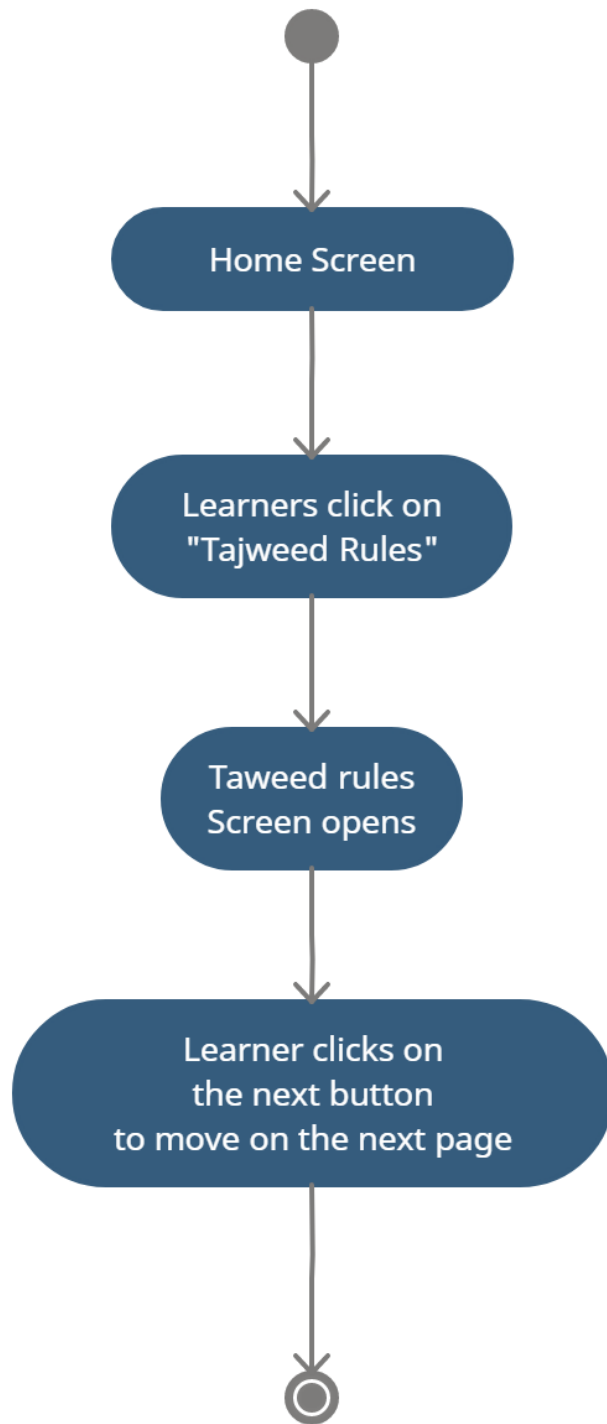 Home Screen
Learners click on
"Tajweed Rules"
Taweed rules
Screen opens
Learner clicks on
the next button
to move on the next page